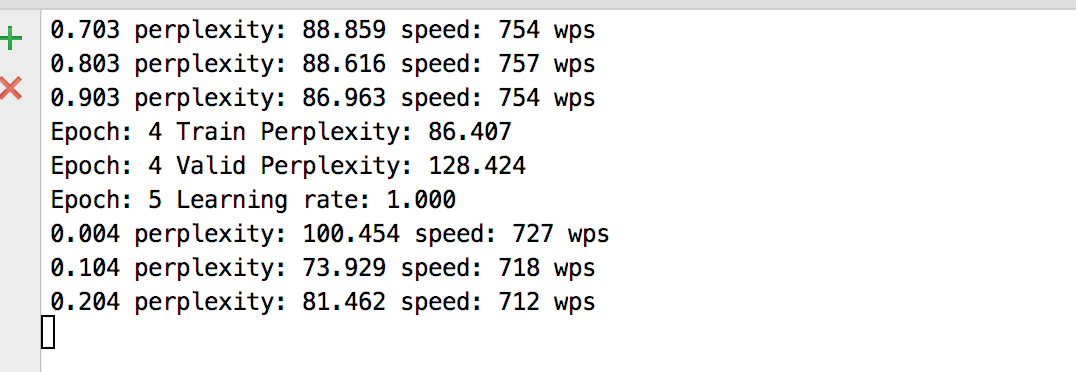 0.703 perplexity: 88.859 speed: 754 wps
0.803 perplexity: 88.616 speed: 757 wps
0.903 perplexity: 86.963 speed: 754 wps
Epoch: 4 Train Perplexity: 86.407
Epoch: 4 Valid Perplexity: 128.424
Epoch: 5 Learning rate: 1.000
0.004 perplexity: 100.454 speed: 727 wps
0.104 perplexity: 73.929 speed: 718 wps
0.204 perplexity: 81.462 speed: 712 wps